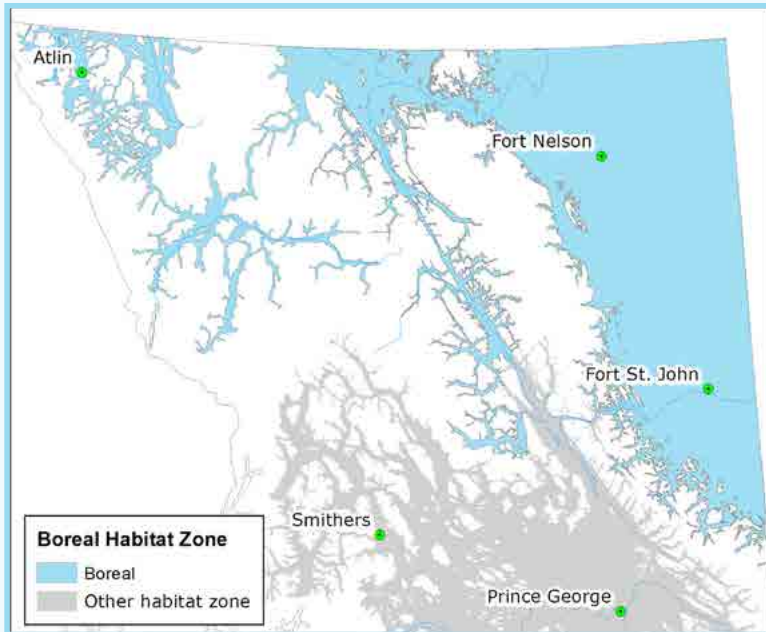 Atlin
Fort Nelson
Fort St. John
Smithers
Prince George
Boreal Habitat Zone
Boreal
Other habitat zone